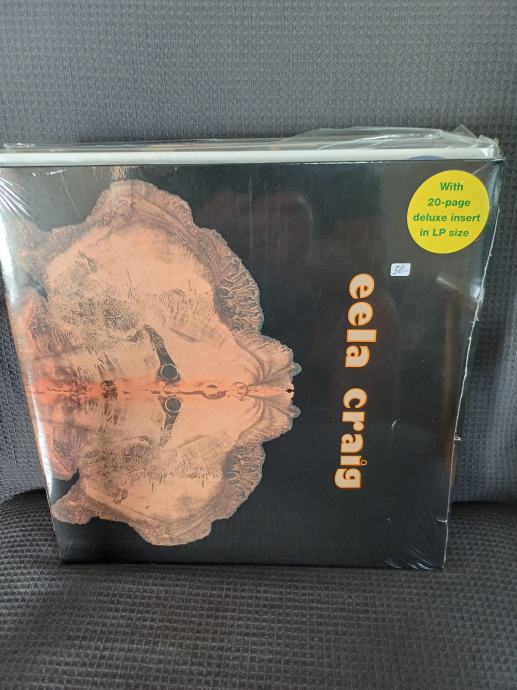 With
20-page
deluxe insert
in LP size
30.-
eela craig